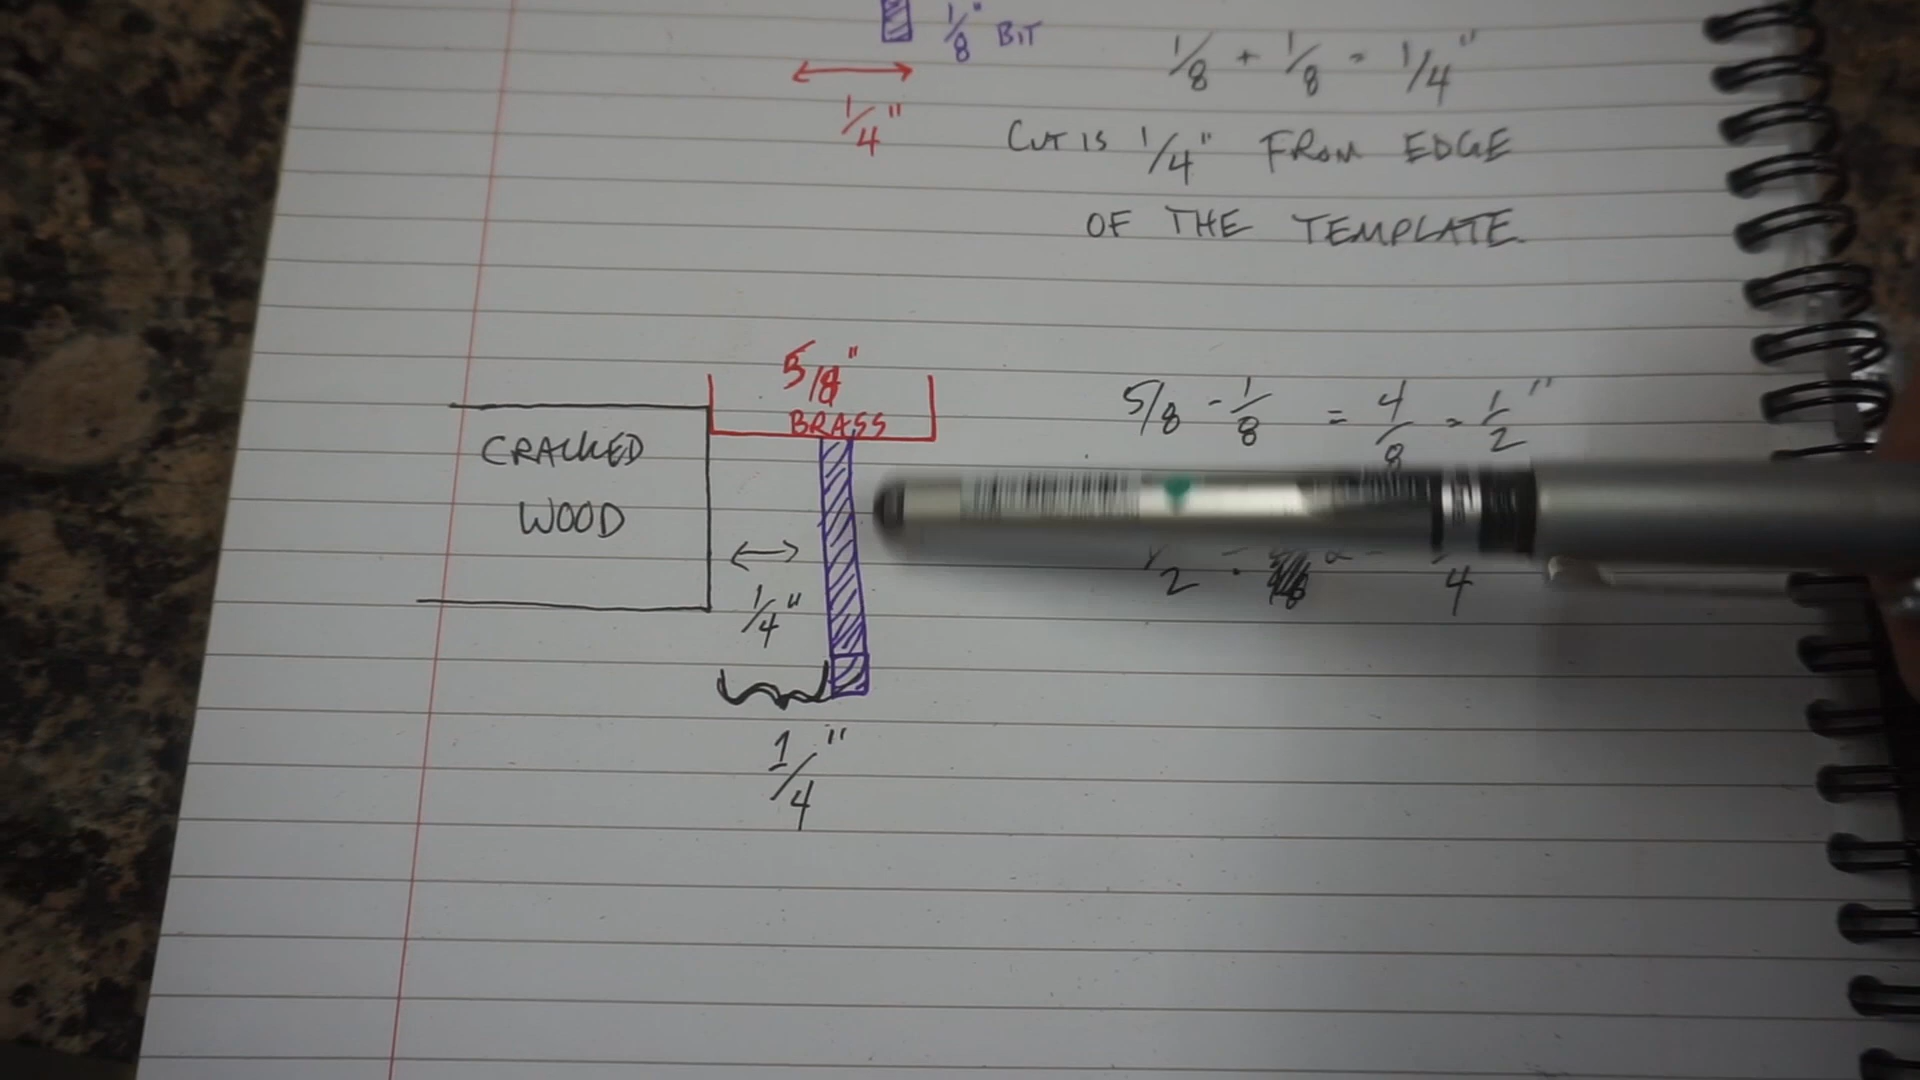 1/8" BIT
1/8 + 1/8 = 1/4"
1/4"
CUT IS 1/4" FROM EDGE
OF THE TEMPLATE.
5/8"
BRASS
CRACKED
WOOD
5/8 - 1/8 = 4/8 = 1/2"
1/4"
1/4"